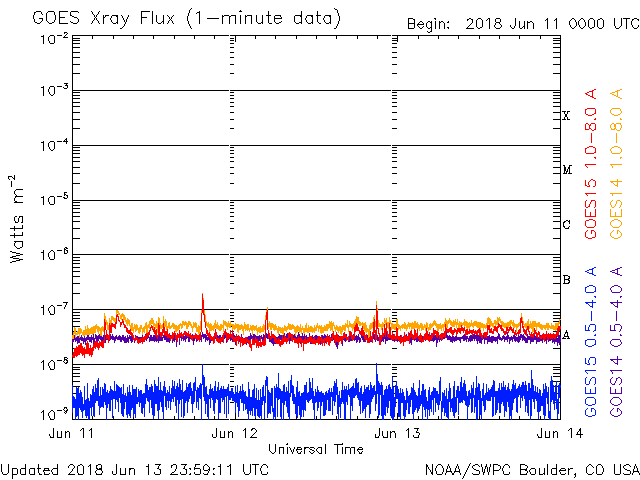 GOES Xray Flux (1-minute data)
Begin: 2018 Jun 11 0000 UTC
10⁻²
10⁻³
10⁻⁴
10⁻⁵
10⁻⁶
10⁻⁷
10⁻⁸
10⁻⁹
Watts m⁻²
X
M
C
B
A
GOES15 1.0-8.0 A
GOES14 1.0-8.0 A
GOES15 0.5-4.0 A
GOES14 0.5-4.0 A
Jun 11 Jun 12 Jun 13 Jun 14
Universal Time
Updated 2018 Jun 13 23:59:11 UTC
NOAA/SWPC Boulder, CO USA